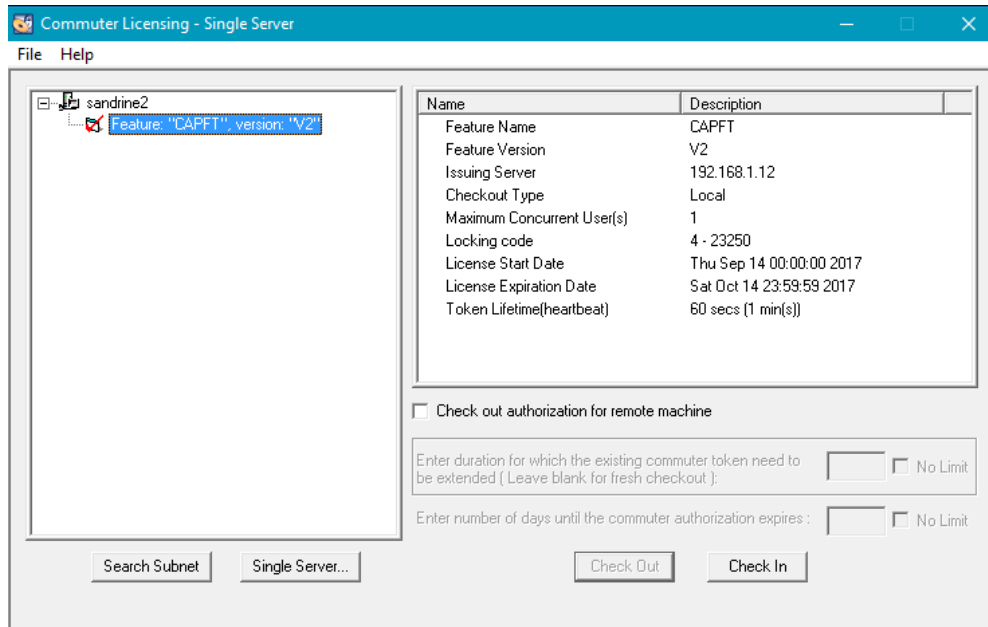 Commuter Licensing - Single Server
File Help
sandrine2
Feature: "CAPFT", version: "V2"
Name Description
Feature Name CAPFT
Feature Version V2
Issuing Server 192.168.1.12
Checkout Type Local
Maximum Concurrent User(s) 1
Locking code 4 - 23250
License Start Date Thu Sep 14 00:00:00 2017
License Expiration Date Sat Oct 14 23:59:59 2017
Token Lifetime(heartbeat) 60 secs (1 min(s))
Check out authorization for remote machine
Enter duration for which the existing commuter token need to
be extended ( Leave blank for fresh checkout ):
No Limit
Enter number of days until the commuter authorization expires :
No Limit
Search Subnet Single Server... Check Out Check In